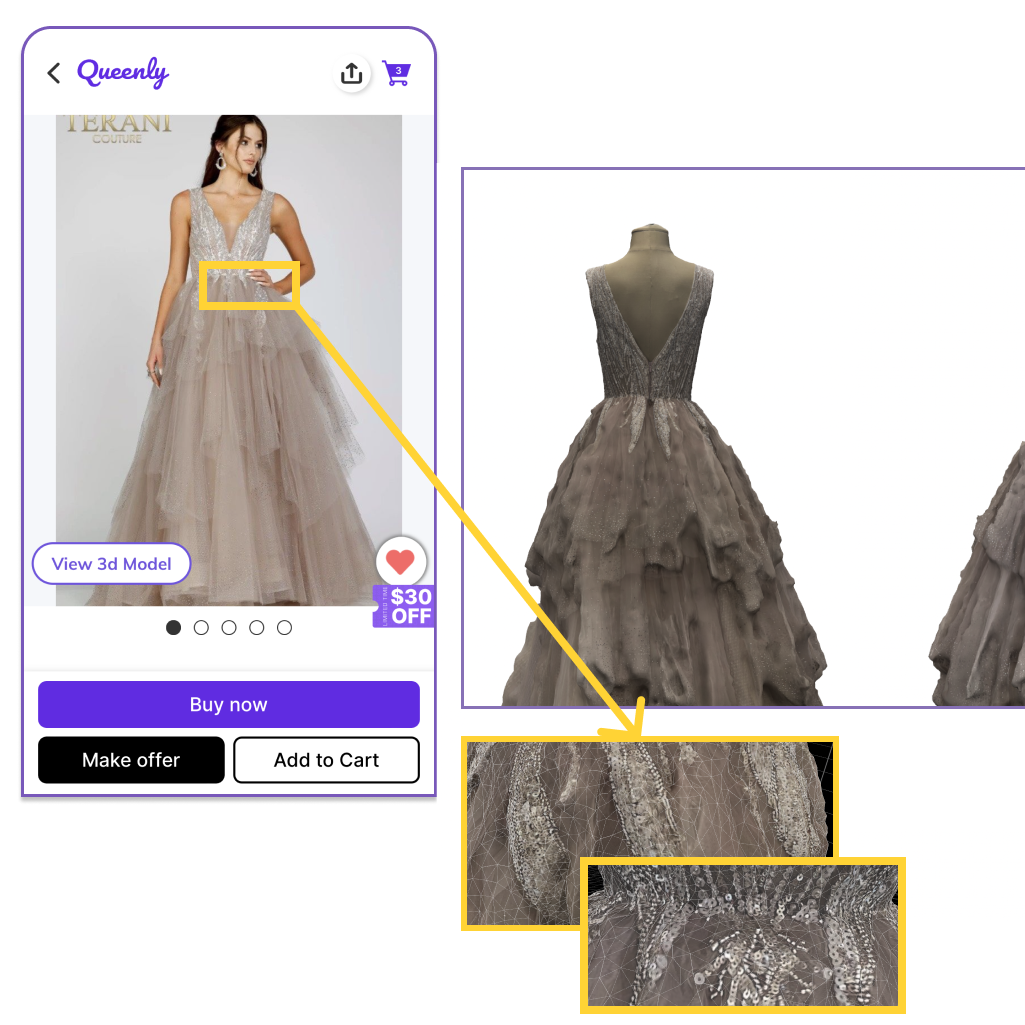 Queenly
3
TERANI
COUTURE
View 3d Model
LIMITED TIME
$30
OFF
Buy now
Make offer
Add to Cart